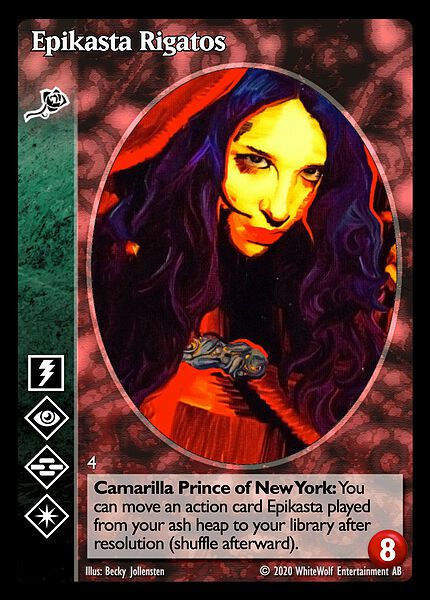 Epikasta Rigatos
4
Camarilla Prince of New York: You
can move an action card Epikasta played
from your ash heap to your library after
resolution (shuffle afterward).
8
Illus: Becky Jollensten
© 2020 WhiteWolf Entertainment AB